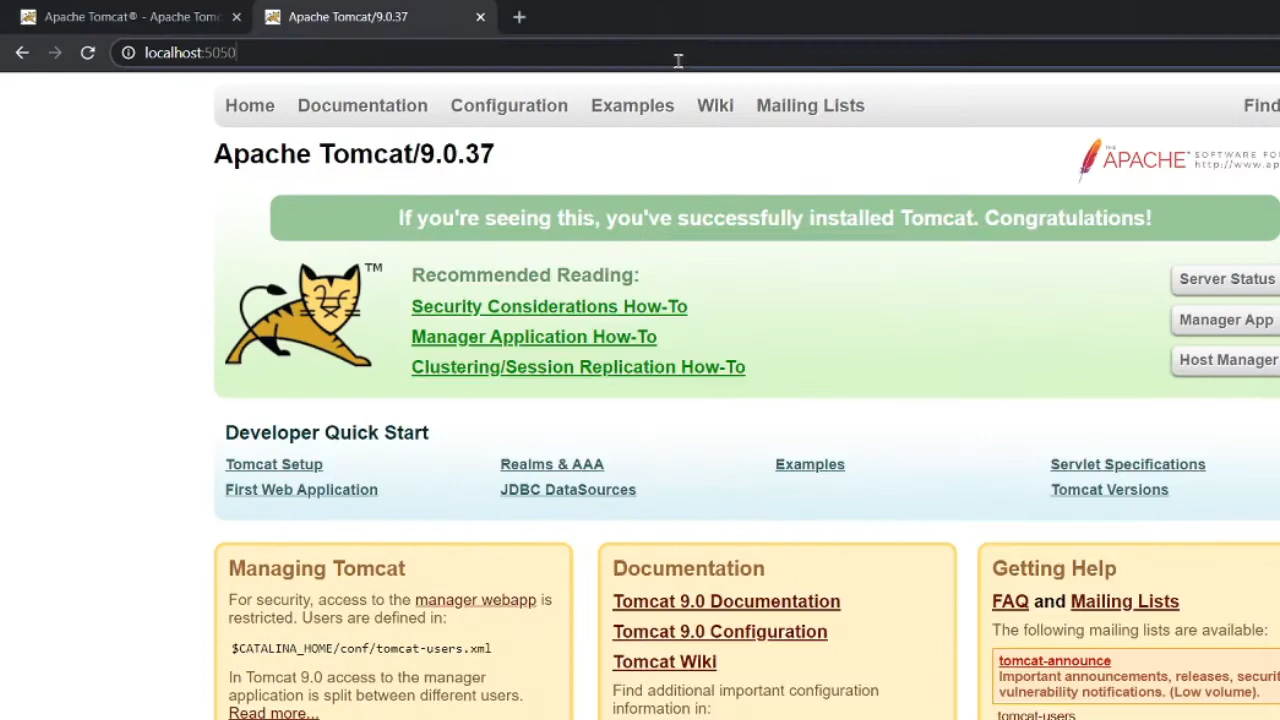 Apache Tomcat® - Apache Tomc
Apache Tomcat/9.0.37
localhost:5050
Home Documentation Configuration Examples Wiki Mailing Lists Find
Apache Tomcat/9.0.37
THE
APACHE
SOFTWARE FO
http://www.ap
If you're seeing this, you've successfully installed Tomcat. Congratulations!
TM
Recommended Reading:
Security Considerations How-To
Manager Application How-To
Clustering/Session Replication How-To
Server Status
Manager App
Host Manager
Developer Quick Start
Tomcat Setup
First Web Application
Realms & AAA
JDBC DataSources
Examples
Servlet Specifications
Tomcat Versions
Managing Tomcat
For security, access to the manager webapp is
restricted. Users are defined in:
$CATALINA_HOME/conf/tomcat-users.xml
In Tomcat 9.0 access to the manager
application is split between different users.
Read more...
Documentation
Tomcat 9.0 Documentation
Tomcat 9.0 Configuration
Tomcat Wiki
Find additional important configuration
information in:
Getting Help
FAQ and Mailing Lists
The following mailing lists are available:
tomcat-announce
Important announcements, releases, securit
vulnerability notifications. (Low volume).
tomcat-users